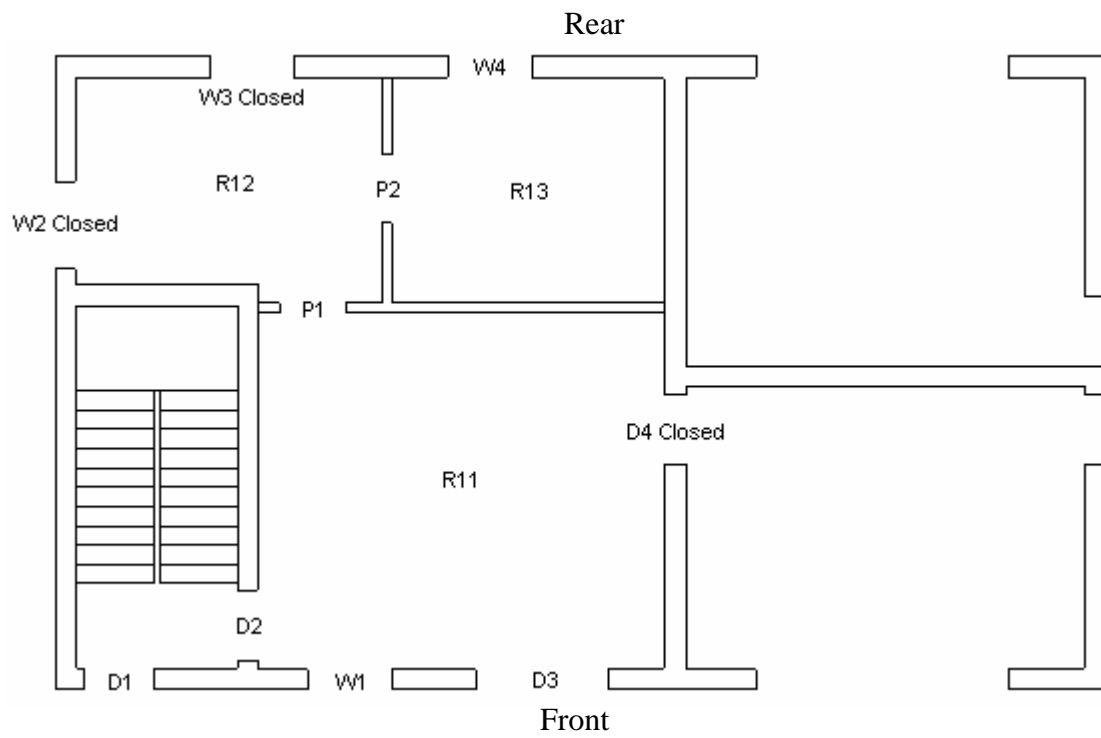 Rear
W4
W3 Closed
R12
P2
R13
W2 Closed
P1
D4 Closed
R11
D2
D1
W1
D3
Front